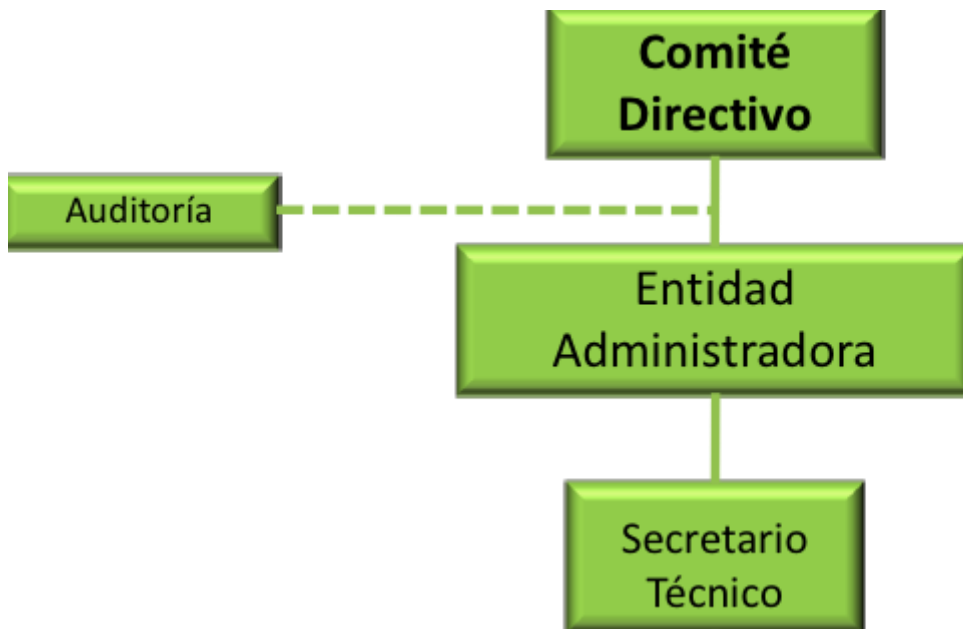 Comité
Directivo
Auditoría
Entidad
Administradora
Secretario
Técnico